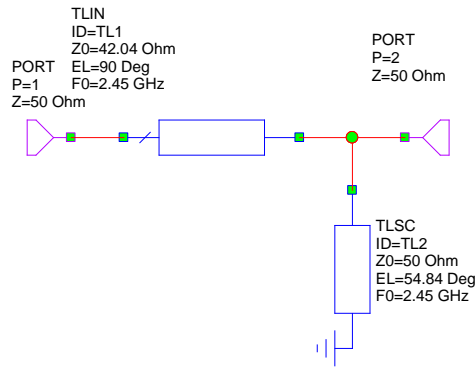 TLIN
ID=TL1
Z0=42.04 Ohm
EL=90 Deg
F0=2.45 GHz
PORT
P=1
Z=50 Ohm
PORT
P=2
Z=50 Ohm
TLSC
ID=TL2
Z0=50 Ohm
EL=54.84 Deg
F0=2.45 GHz